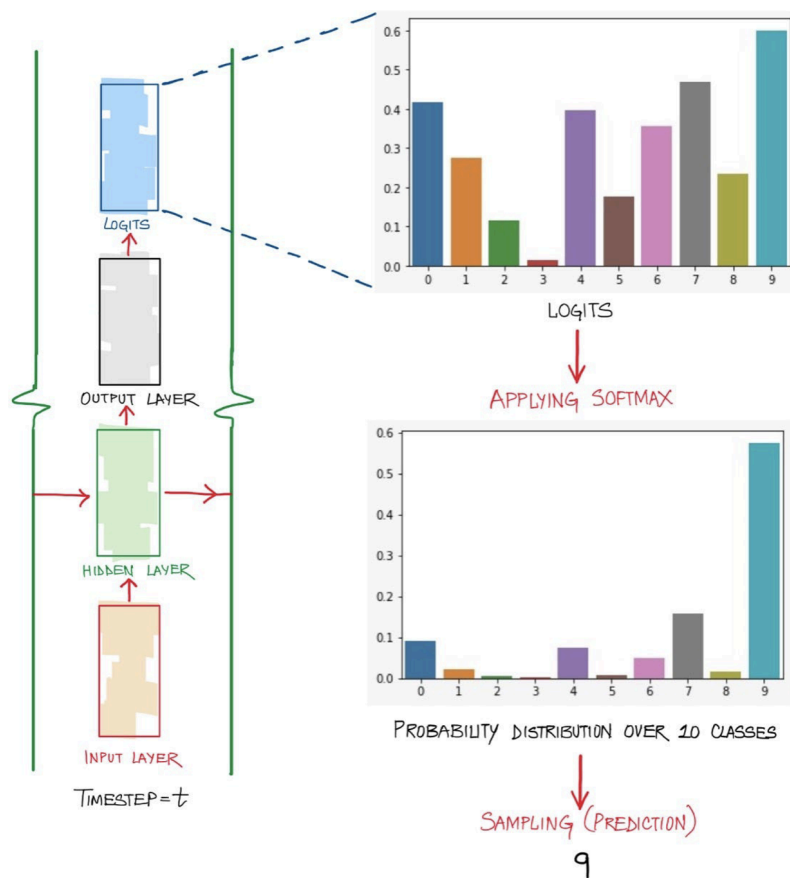 LOGITS
OUTPUT LAYER
HIDDEN LAYER
INPUT LAYER
TIMESTEP = t
0.6
0.5
0.4
0.3
0.2
0.1
0.0
0 1 2 3 4 5 6 7 8 9
LOGITS
APPLYING SOFTMAX
0.6
0.5
0.4
0.3
0.2
0.1
0.0
0 1 2 3 4 5 6 7 8 9
PROBABILITY DISTRIBUTION OVER 10 CLASSES
SAMPLING (PREDICTION)
9